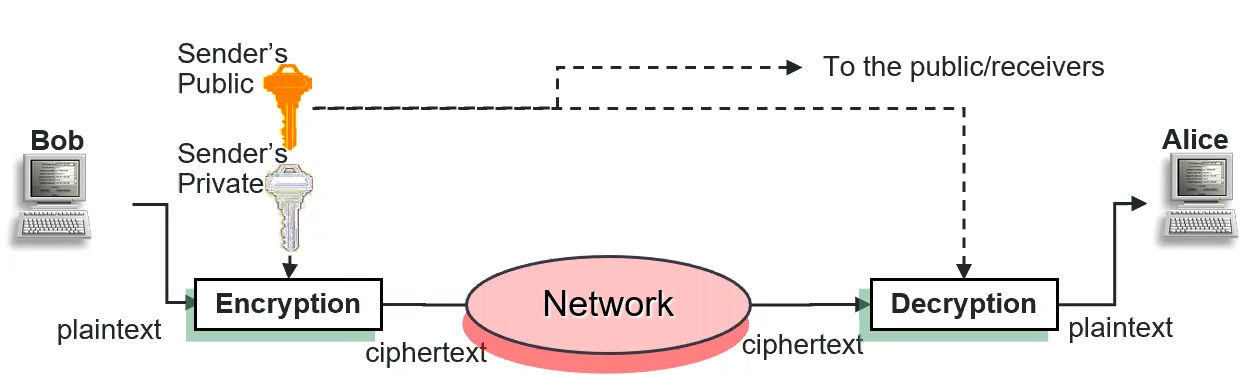 Sender's
Public
To the public/receivers
Bob
Alice
Sender's
Private
Encryption
Network
Decryption
plaintext
ciphertext
ciphertext
plaintext